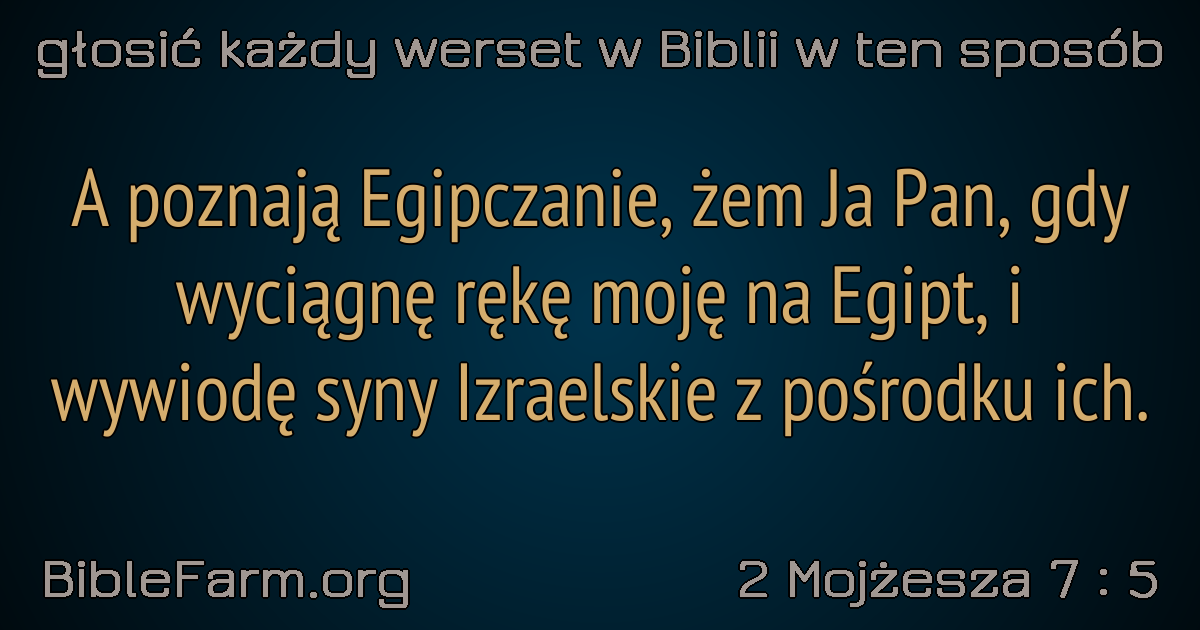 głosić każdy werset w Biblii w ten sposób
A poznają Egipczanie, żem Ja Pan, gdy
wyciągnę rękę moję na Egipt, i
wywiodę syny Izraelskie z pośrodku ich.
BibleFarm.org
2 Mojżesza 7 : 5